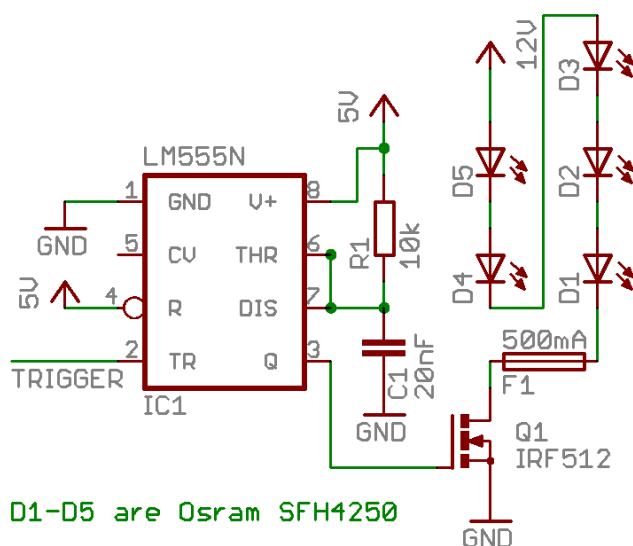 12V
D3
5V
LM555N
1
GND
V+
8
D5
D2
GND
5
CV
THR
6
R1
10k
5V
4
R
DIS
7
D4
D1
2
TR
Q
3
TRIGGER
IC1
C1
20nF
GND
500mA
F1
Q1
IRF512
D1-D5 are Osram SFH4250
GND